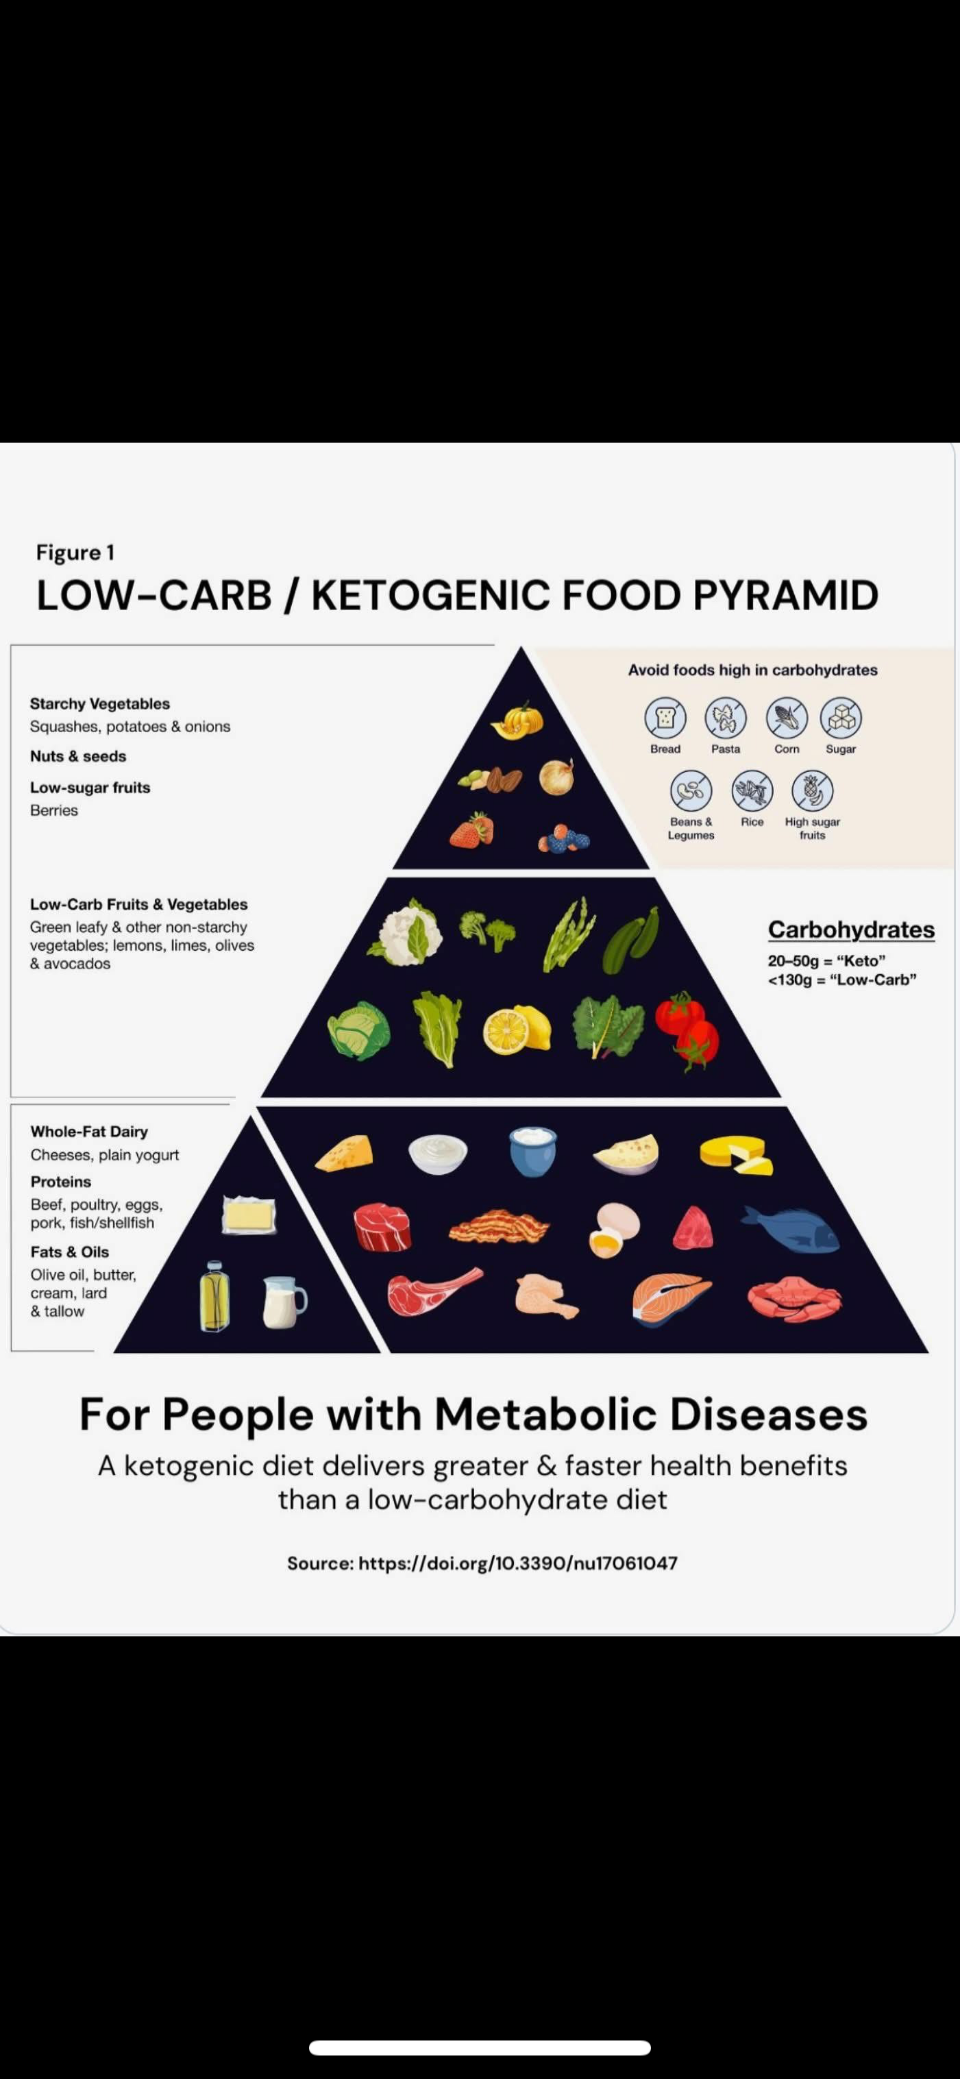 Figure 1
LOW-CARB / KETOGENIC FOOD PYRAMID
Starchy Vegetables
Squashes, potatoes & onions
Nuts & seeds
Low-sugar fruits
Berries
Avoid foods high in carbohydrates
Bread
Pasta
Corn
Sugar
Beans &
Legumes
Rice
High sugar
fruits
Low-Carb Fruits & Vegetables
Green leafy & other non-starchy
vegetables; lemons, limes, olives
& avocados
Carbohydrates
20–50g = “Keto”
<130g = “Low-Carb”
Whole-Fat Dairy
Cheeses, plain yogurt
Proteins
Beef, poultry, eggs,
pork, fish/shellfish
Fats & Oils
Olive oil, butter,
cream, lard
& tallow
For People with Metabolic Diseases
A ketogenic diet delivers greater & faster health benefits
than a low-carbohydrate diet
Source: https://doi.org/10.3390/nu17061047